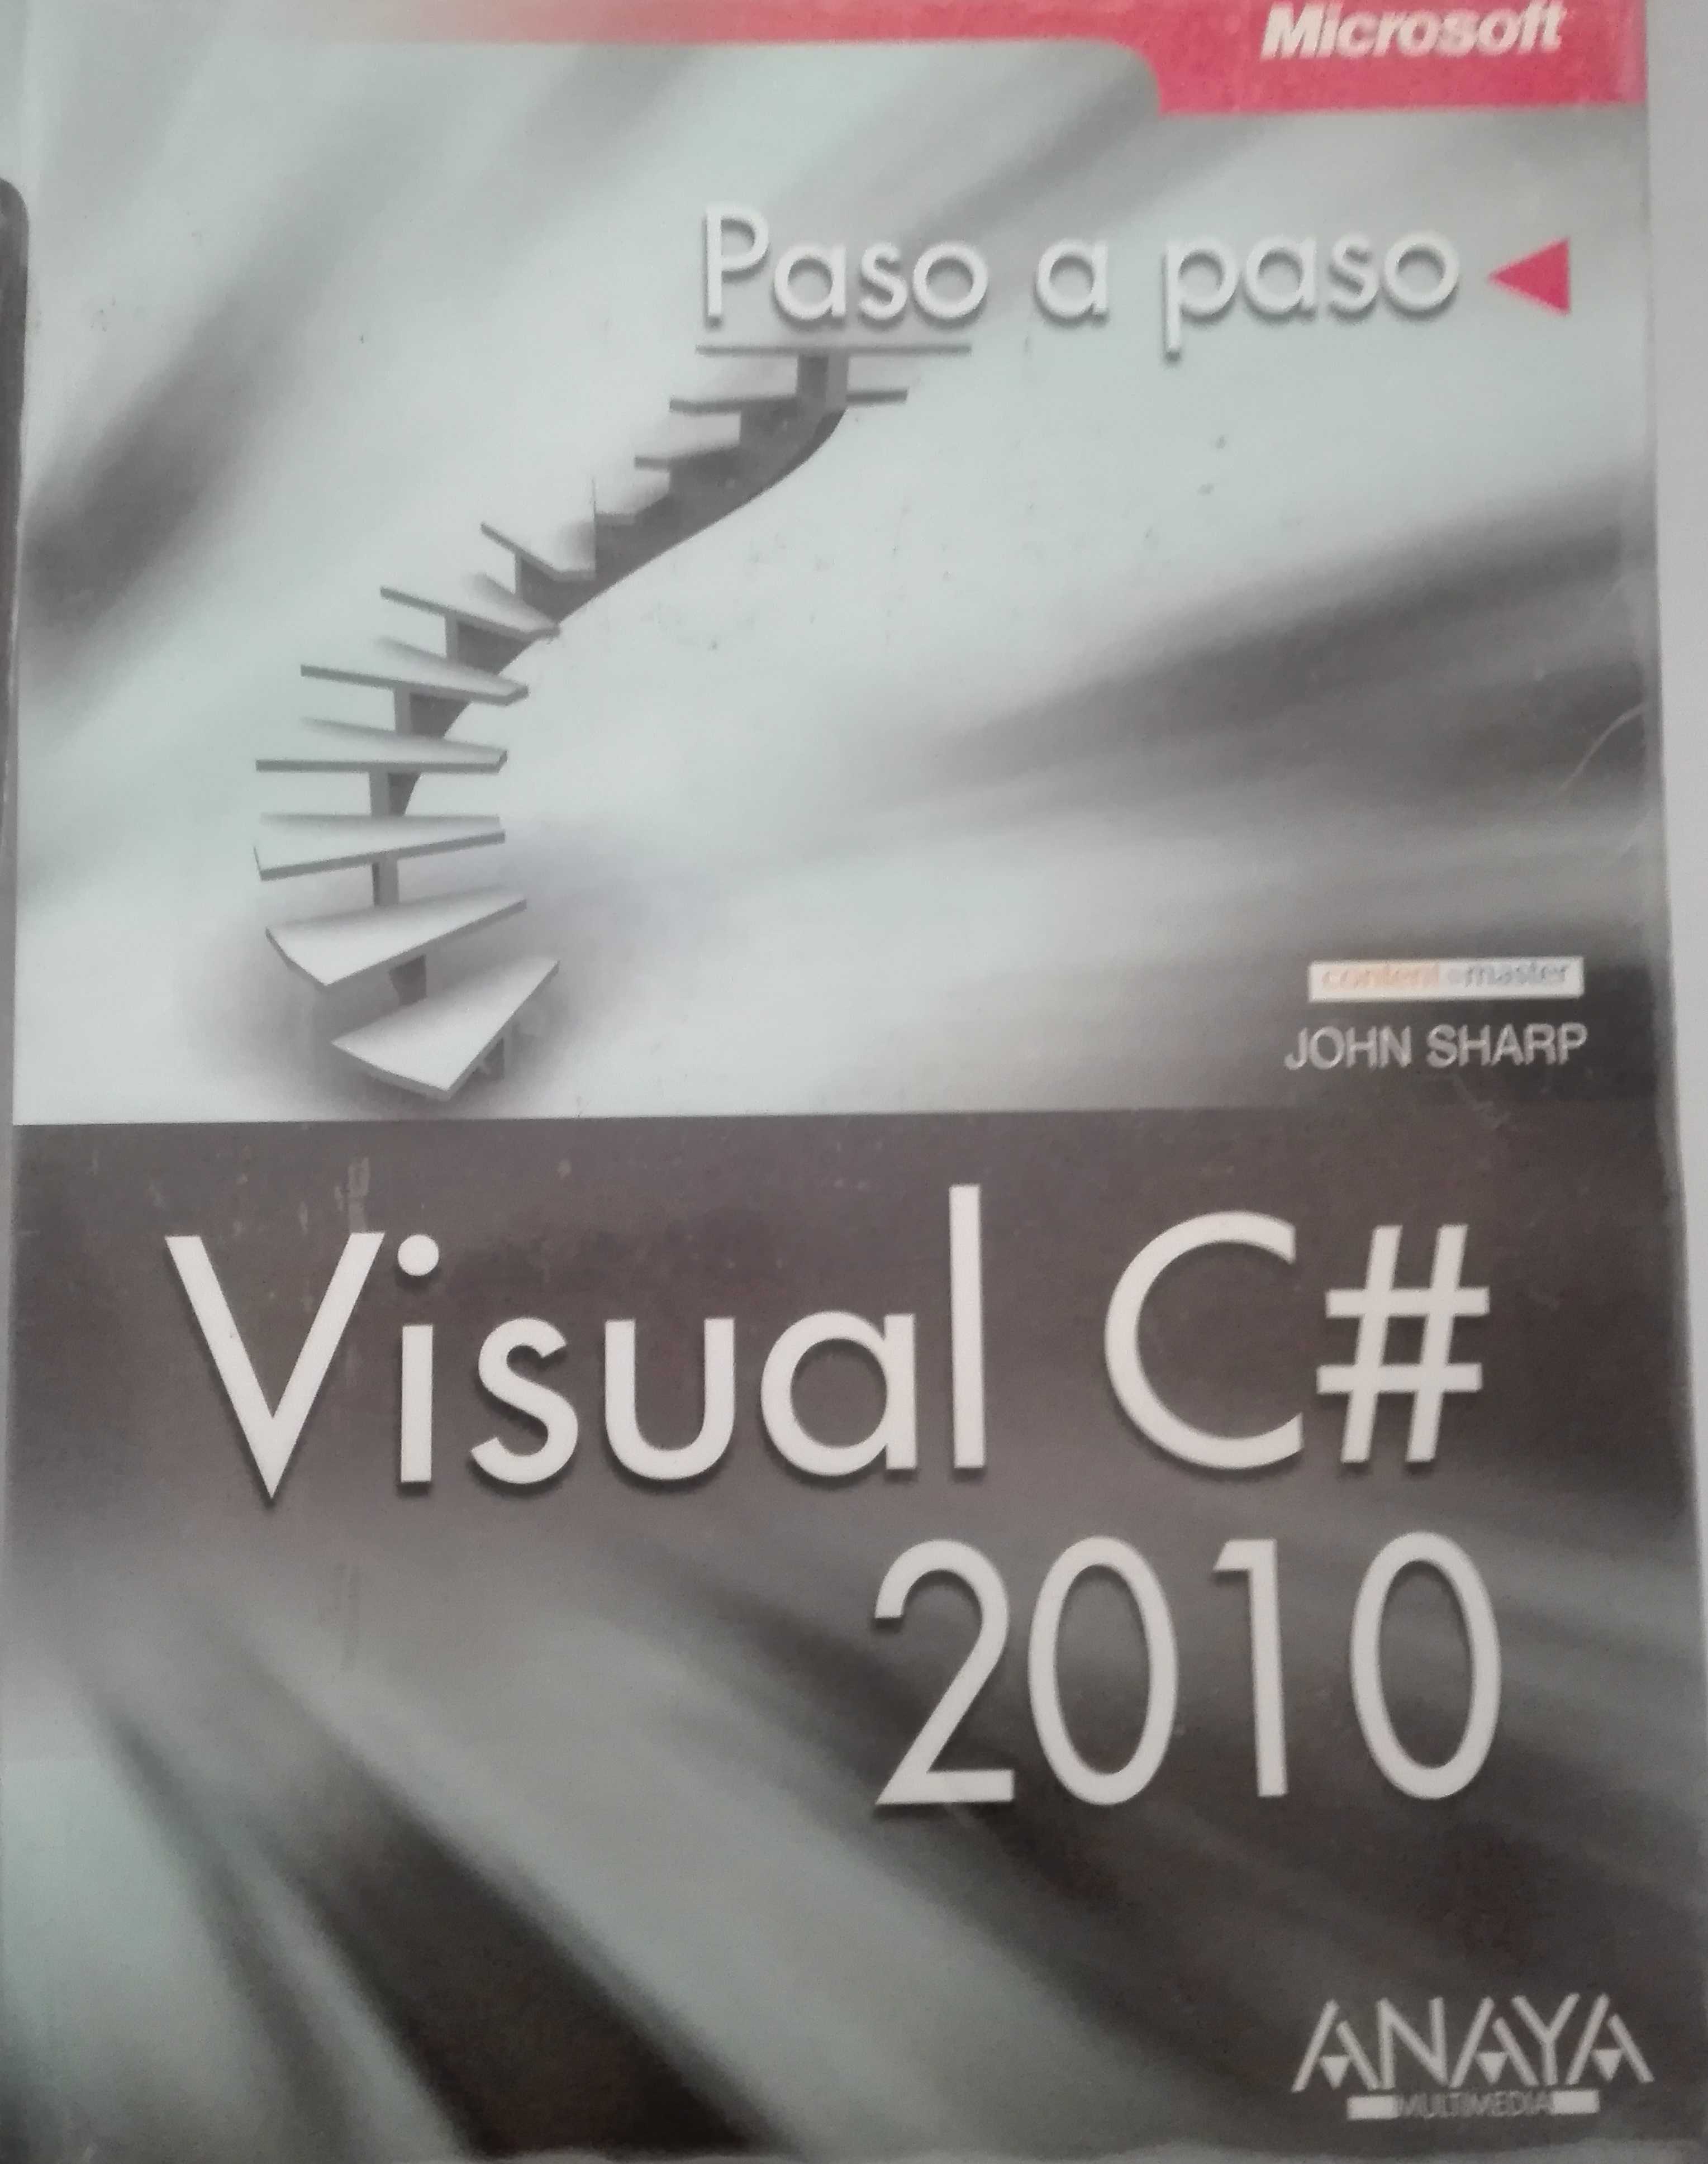 Microsoft
Paso a paso
content master
JOHN SHARP
Visual C#
2010
ANAYA
MULTIMEDIA